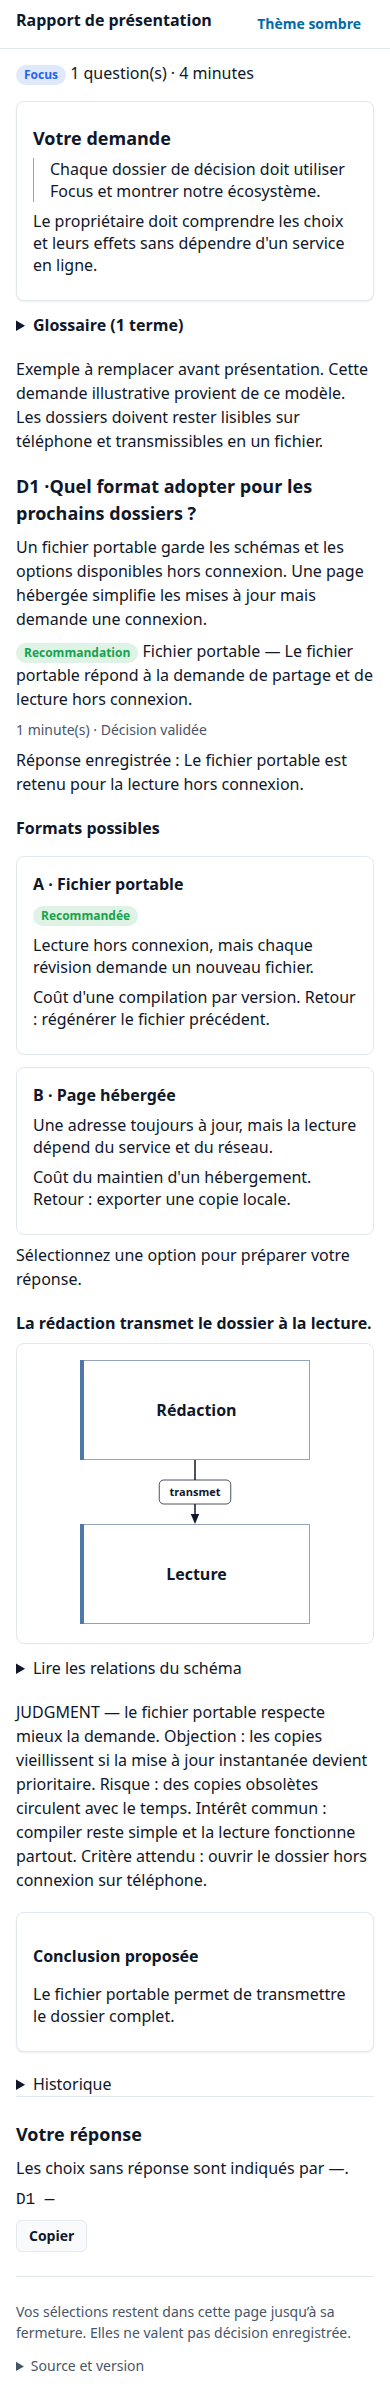 Rapport de présentation
Thème sombre
Focus 1 question(s) · 4 minutes
Votre demande
Chaque dossier de décision doit utiliser
Focus et montrer notre écosystème.
Le propriétaire doit comprendre les choix
et leurs effets sans dépendre d'un service
en ligne.
Glossaire (1 terme)
Exemple à remplacer avant présentation. Cette
demande illustrative provient de ce modèle.
Les dossiers doivent rester lisibles sur
téléphone et transmissibles en un fichier.
D1 ·Quel format adopter pour les
prochains dossiers ?
Un fichier portable garde les schémas et les
options disponibles hors connexion. Une page
hébergée simplifie les mises à jour mais
demande une connexion.
Recommandation Fichier portable — Le fichier
portable répond à la demande de partage et de
lecture hors connexion.
1 minute(s) · Décision validée
Réponse enregistrée : Le fichier portable est
retenu pour la lecture hors connexion.
Formats possibles
A · Fichier portable
Recommandée
Lecture hors connexion, mais chaque
révision demande un nouveau fichier.
Coût d'une compilation par version. Retour
: régénérer le fichier précédent.
B · Page hébergée
Une adresse toujours à jour, mais la lecture
dépend du service et du réseau.
Coût du maintien d'un hébergement.
Retour : exporter une copie locale.
Sélectionnez une option pour préparer votre
réponse.
La rédaction transmet le dossier à la lecture.
Rédaction
transmet
Lecture
Lire les relations du schéma
JUDGMENT — le fichier portable respecte
mieux la demande. Objection : les copies
vieillissent si la mise à jour instantanée devient
prioritaire. Risque : des copies obsolètes
circulent avec le temps. Intérêt commun :
compiler reste simple et la lecture fonctionne
partout. Critère attendu : ouvrir le dossier hors
connexion sur téléphone.
Conclusion proposée
Le fichier portable permet de transmettre
le dossier complet.
Historique
Votre réponse
Les choix sans réponse sont indiqués par —.
D1 —
Copier
Vos sélections restent dans cette page jusqu'à sa
fermeture. Elles ne valent pas décision enregistrée.
Source et version